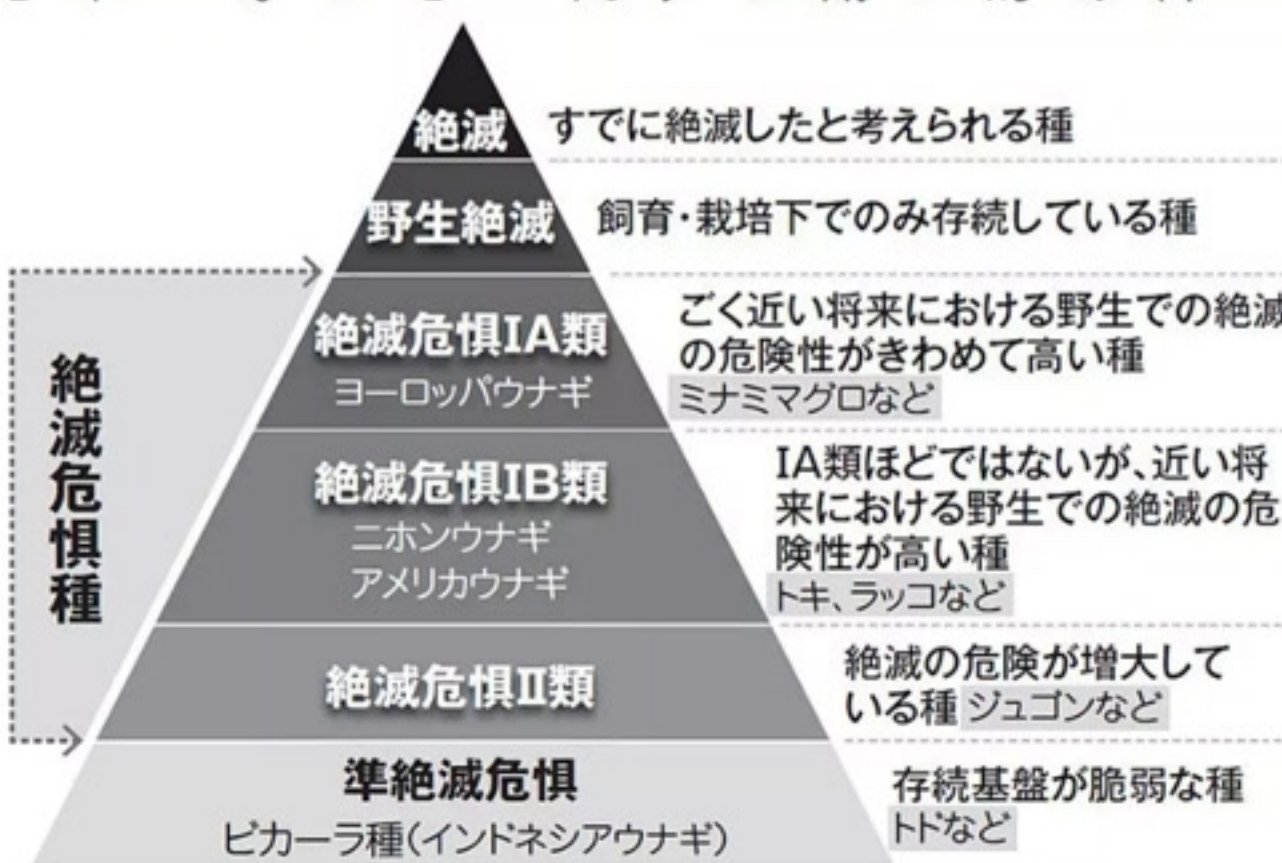 絶滅
すでに絶滅したと考えられる種
野生絶滅
飼育・栽培下でのみ存続している種
絶滅危惧種
絶滅危惧IA類
ヨーロッパウナギ
ごく近い将来における野生での絶滅
の危険性がきわめて高い種
ミナミマグロなど
絶滅危惧IB類
ニホンウナギ
アメリカウナギ
IA類ほどではないが、近い将
来における野生での絶滅の危
険性が高い種
トキ、ラッコなど
絶滅危惧II類
絶滅の危険が増大して
いる種 ジュゴンなど
準絶滅危惧
ビカーラ種(インドネシアウナギ)
存続基盤が脆弱な種
トドなど